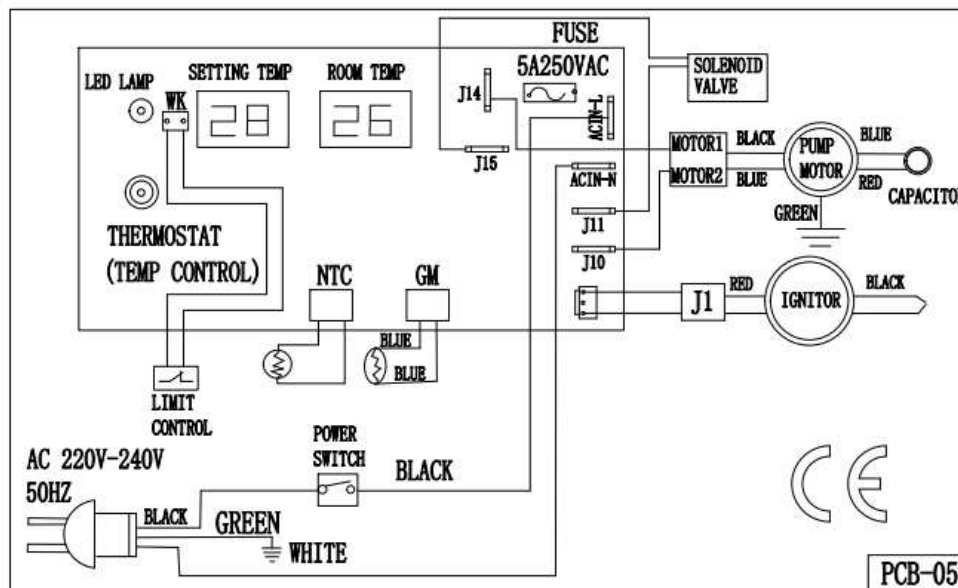 FUSE
5A250VAC
SETTING TEMP
ROOM TEMP
LED LAMP
WK
28
26
J14
ACIN-L
SOLENOID
VALVE
J15
ACIN-N
MOTOR1
MOTOR2
BLACK
BLUE
PUMP
MOTOR
BLUE
RED
CAPACITOR
GREEN
J11
J10
THERMOSTAT
(TEMP CONTROL)
NTC
GM
BLUE
BLUE
J1
RED
IGNITOR
BLACK
LIMIT
CONTROL
POWER
SWITCH
BLACK
AC 220V-240V
50HZ
BLACK
GREEN
WHITE
CE
PCB-05